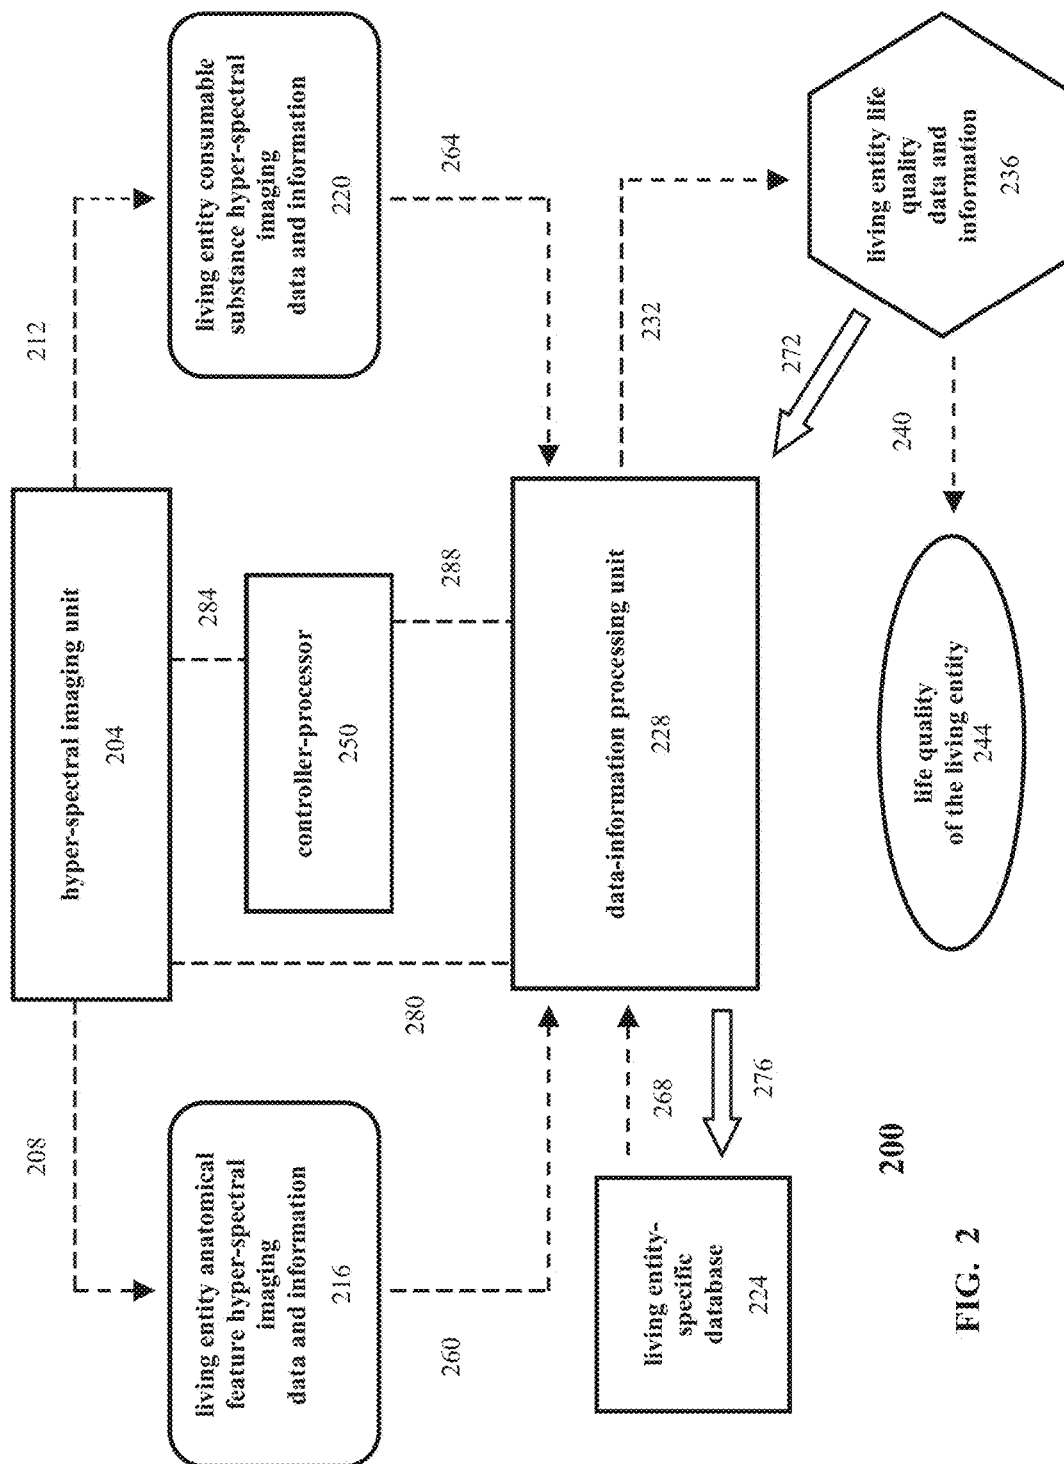 208
212
hyper-spectral imaging unit
204
living entity anatomical
feature hyper-spectral
imaging
data and information
216
living entity consumable
substance hyper-spectral
imaging
data and information
220
284
controller-processor
250
288
280
260
264
data-information processing unit
228
268
276
living entity-
specific
database
224
232
272
living entity life
quality
data and
information
236
240
life quality
of the living entity
244
200
FIG. 2